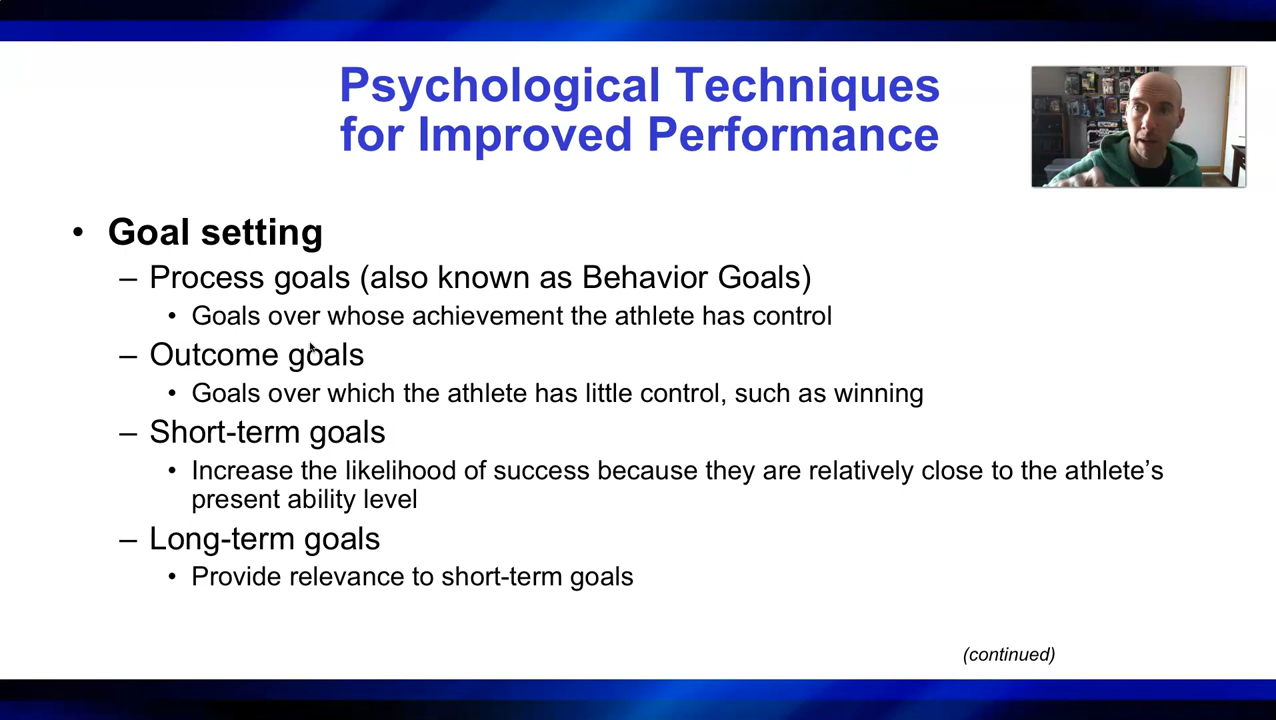 Psychological Techniques
for Improved Performance
• Goal setting
– Process goals (also known as Behavior Goals)
• Goals over whose achievement the athlete has control
– Outcome goals
• Goals over which the athlete has little control, such as winning
– Short-term goals
• Increase the likelihood of success because they are relatively close to the athlete’s
present ability level
– Long-term goals
• Provide relevance to short-term goals
(continued)